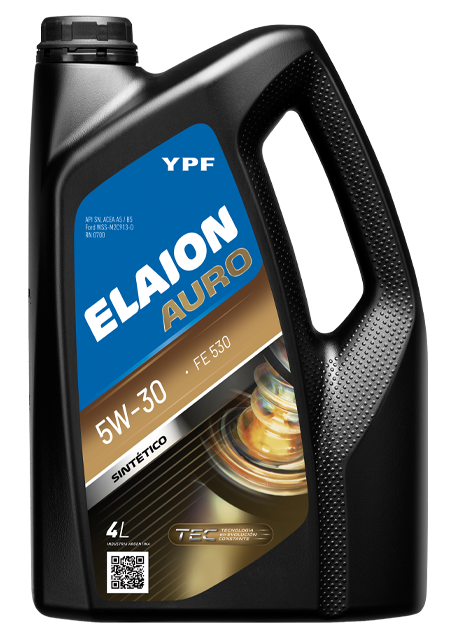 YPF
API SN, ACEA A5 / B5
Ford WSS-M2C913-D
RN 0700
ELAION
AURO
5W-30 • FE 530
SINTÉTICO
TEC TECNOLOGÍA
EN EVOLUCIÓN
CONSTANTE
4L
INDUSTRIA ARGENTINA